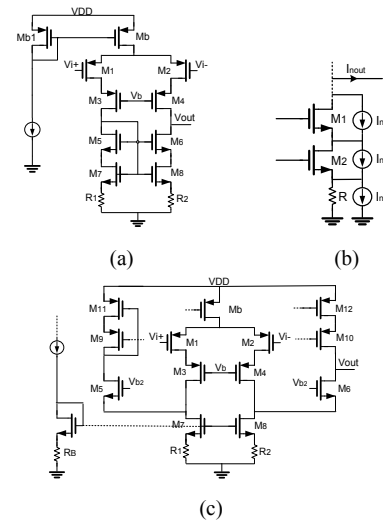 VDD
Mb1
Mb
Vi+
M1
M2
Vi-
M3
Vb
M4
Vout
M5
M6
M7
M8
R1
R2
(a)
Inout
M1
In
M2
In
R
In
(b)
VDD
M11
Mb
M12
M9
Vi+
M1
M2
Vi-
M10
Vout
M5
Vb2
M3
Vb
M4
Vb2
M6
M7
M8
RB
R1
R2
(c)